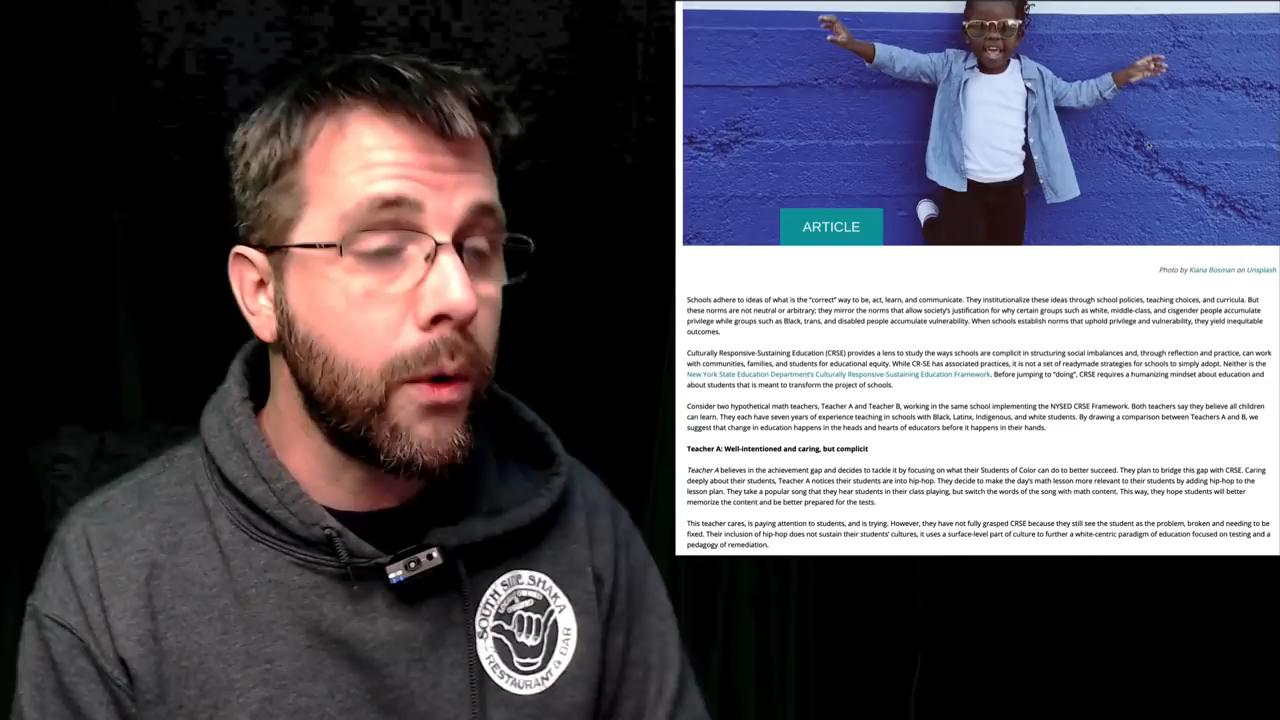 ARTICLE
Photo by Kiana Bosman on Unsplash
Schools adhere to ideas of what is the "correct" way to be, act, learn, and communicate. They institutionalize these ideas through school policies, teaching choices, and curricula. But
these norms are not neutral or arbitrary; they mirror the norms that allow society's justification for why certain groups such as white, middle-class, and cisgender people accumulate
privilege while groups such as Black, trans, and disabled people accumulate vulnerability. When schools establish norms that uphold privilege and vulnerability, they yield inequitable
outcomes.
Culturally Responsive-Sustaining Education (CRSE) provides a lens to study the ways schools are complicit in structuring social imbalances and, through reflection and practice, can work
with communities, families, and students for educational equity. While CR-SE has associated practices, it is not a set of readymade strategies for schools to simply adopt. Neither is the
New York State Education Department's Culturally Responsive-Sustaining Education Framework. Before jumping to "doing", CRSE requires a humanizing mindset about education and
about students that is meant to transform the project of schools.
Consider two hypothetical math teachers, Teacher A and Teacher B, working in the same school implementing the NYSED CRSE Framework. Both teachers say they believe all children
can learn. They each have seven years of experience teaching in schools with Black, Latinx, Indigenous, and white students. By drawing a comparison between Teachers A and B, we
suggest that change in education happens in the heads and hearts of educators before it happens in their hands.
Teacher A: Well-intentioned and caring, but complicit
Teacher A believes in the achievement gap and decides to tackle it by focusing on what their Students of Color can do to better succeed. They plan to bridge this gap with CRSE. Caring
deeply about their students, Teacher A notices their students are into hip-hop. They decide to make the day's math lesson more relevant to their students by adding hip-hop to the
lesson plan. They take a popular song that they hear students in their class playing, but switch the words of the song with math content. This way, they hope students will better
memorize the content and be better prepared for the tests.
This teacher cares, is paying attention to students, and is trying. However, they have not fully grasped CRSE because they still see the student as the problem, broken and needing to be
fixed. Their inclusion of hip-hop does not sustain their students' cultures, it uses a surface-level part of culture to further a white-centric paradigm of education focused on testing and a
pedagogy of remediation.
SOUTH SIDE SHAKA
RESTAURANT & BAR